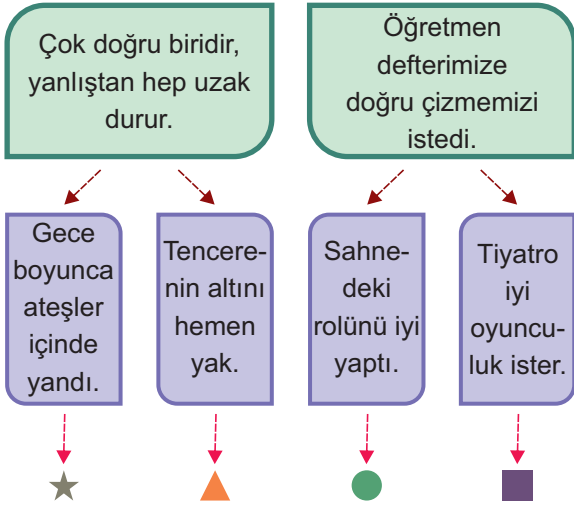 Çok doğru biridir,
yanlıştan hep uzak
durur.
Öğretmen
defterimize
doğru çizmemizi
istedi.
Gece
boyunca
ateşler
içinde
yandı.
Tencere-
nin altını
hemen
yak.
Sahne-
deki
rolünü iyi
yaptı.
Tiyatro
iyi
oyuncu-
luk ister.